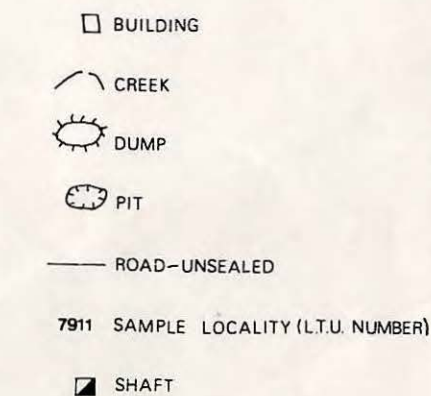 BUILDING
CREEK
DUMP
PIT
ROAD-UNSEALED
7911 SAMPLE LOCALITY (L.T.U. NUMBER)
SHAFT